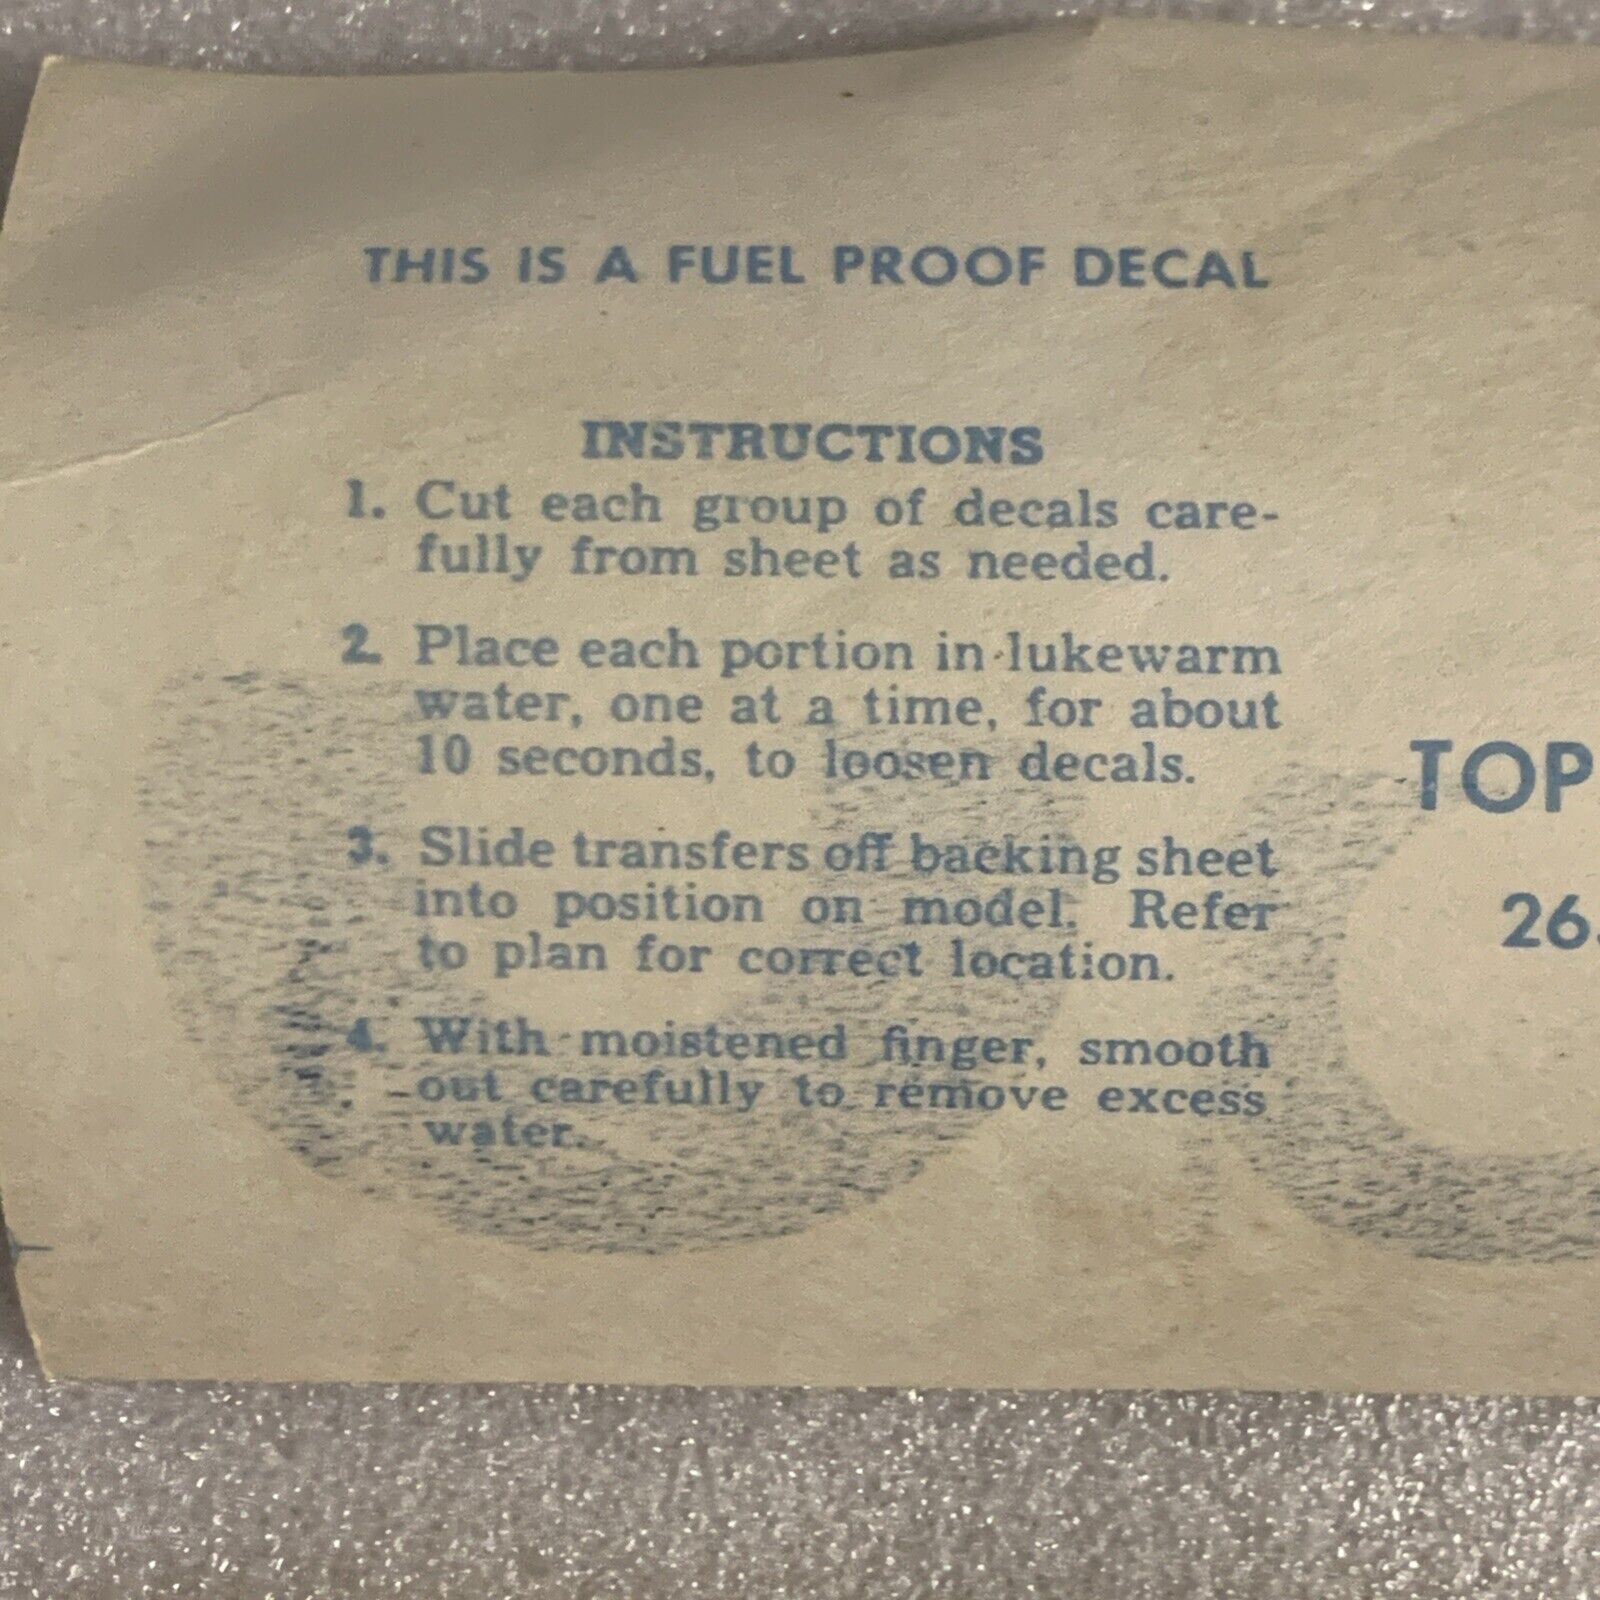 THIS IS A FUEL PROOF DECAL
INSTRUCTIONS
1. Cut each group of decals care-
fully from sheet as needed.
2. Place each portion in lukewarm
water, one at a time, for about
10 seconds, to loosen decals.
3. Slide transfers off backing sheet
into position on model. Refer
to plan for correct location.
4. With moistened finger, smooth
out carefully to remove excess
water.
TOP
26